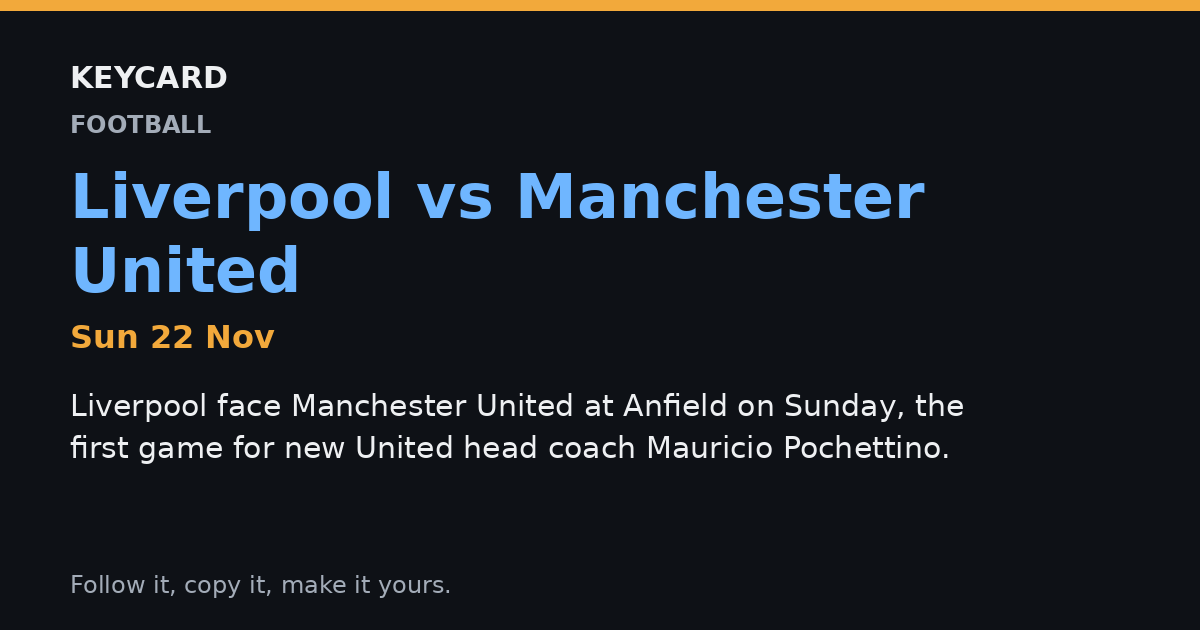 KEYCARD
FOOTBALL
Liverpool vs Manchester
United
Sun 22 Nov
Liverpool face Manchester United at Anfield on Sunday, the
first game for new United head coach Mauricio Pochettino.
Follow it, copy it, make it yours.